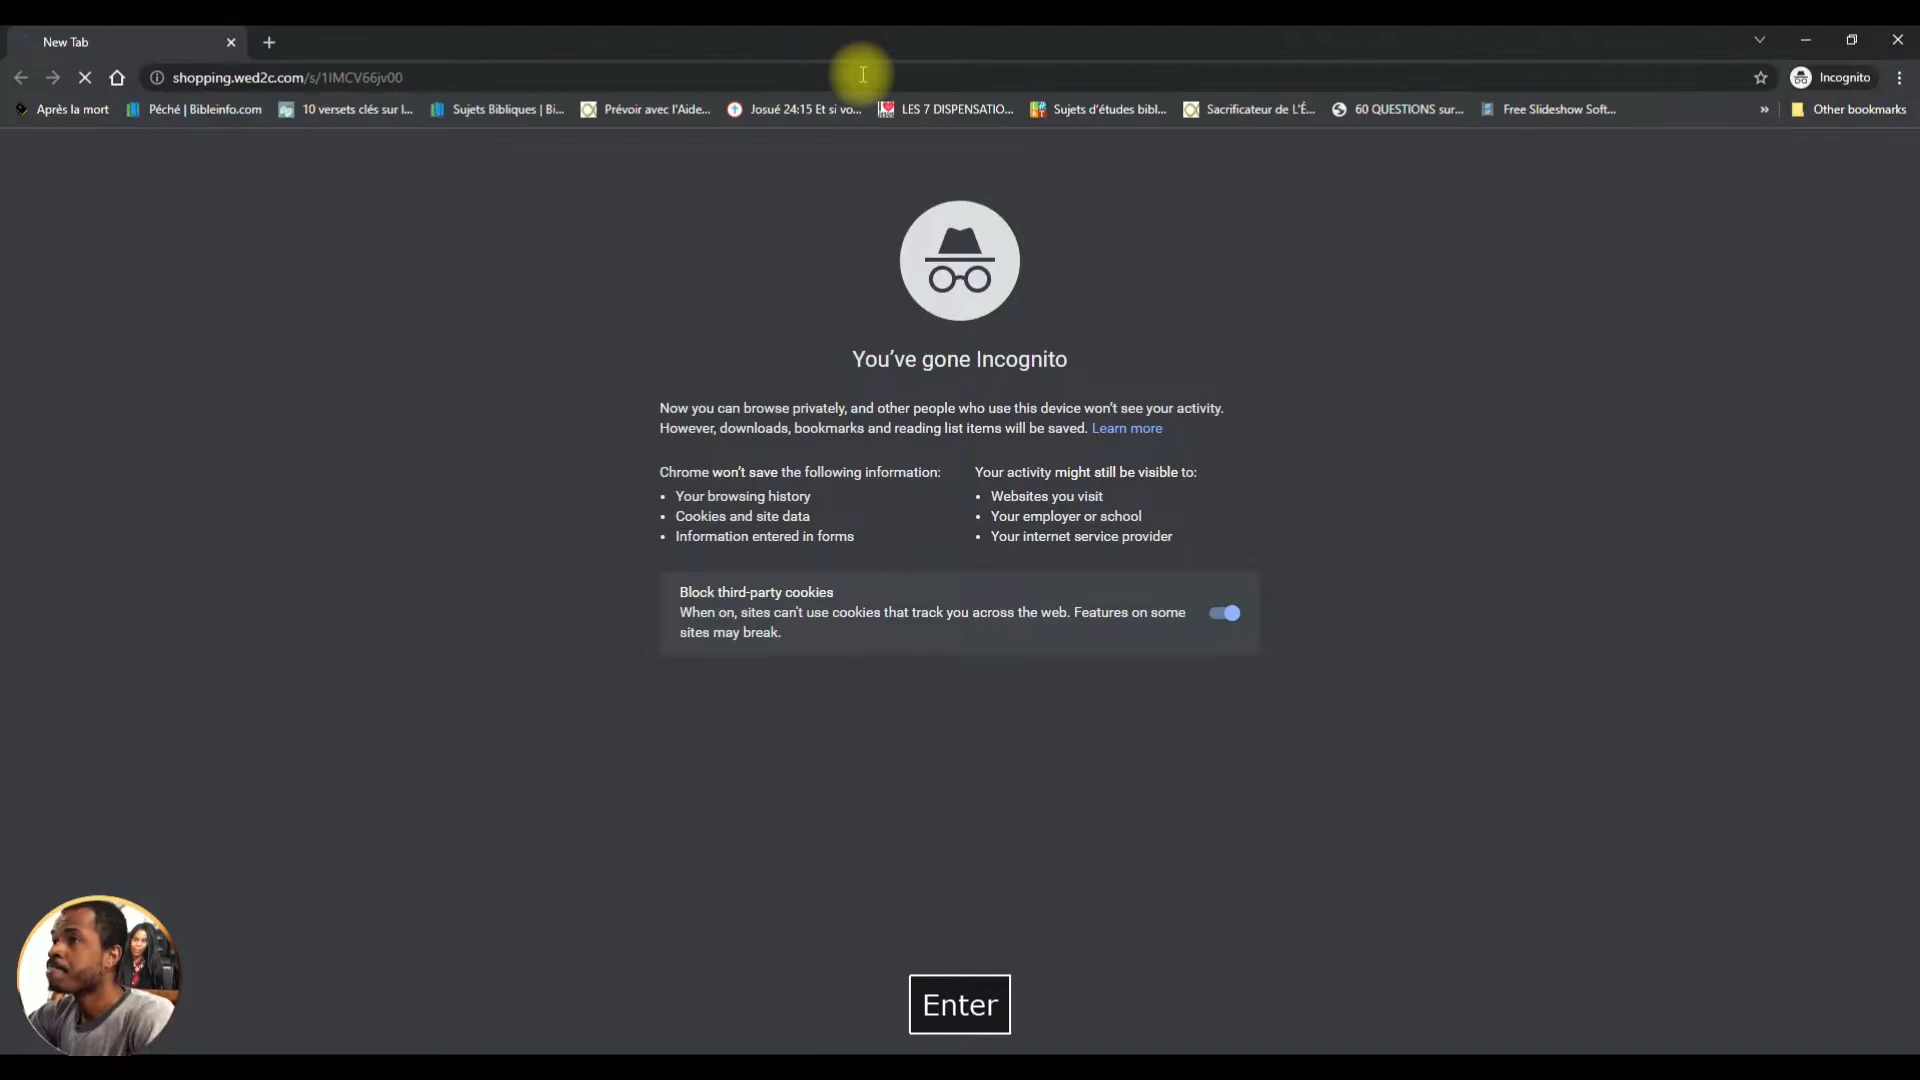 New Tab
shopping.wed2c.com/s/1IMCV66jv00
Incognito
Après la mort
Péché | Bibleinfo.com
10 versets clés sur l...
Sujets Bibliques | Bi...
Prévoir avec l'Aide...
Josué 24:15 Et si vo...
LES 7 DISPENSATIO...
Sujets d'études bibl...
Sacrificateur de L'É...
60 QUESTIONS sur...
Free Slideshow Soft...
»
Other bookmarks
You've gone Incognito
Now you can browse privately, and other people who use this device won't see your activity.
However, downloads, bookmarks and reading list items will be saved. Learn more
Chrome won't save the following information:
• Your browsing history
• Cookies and site data
• Information entered in forms
Your activity might still be visible to:
• Websites you visit
• Your employer or school
• Your internet service provider
Block third-party cookies
When on, sites can't use cookies that track you across the web. Features on some
sites may break.
Enter